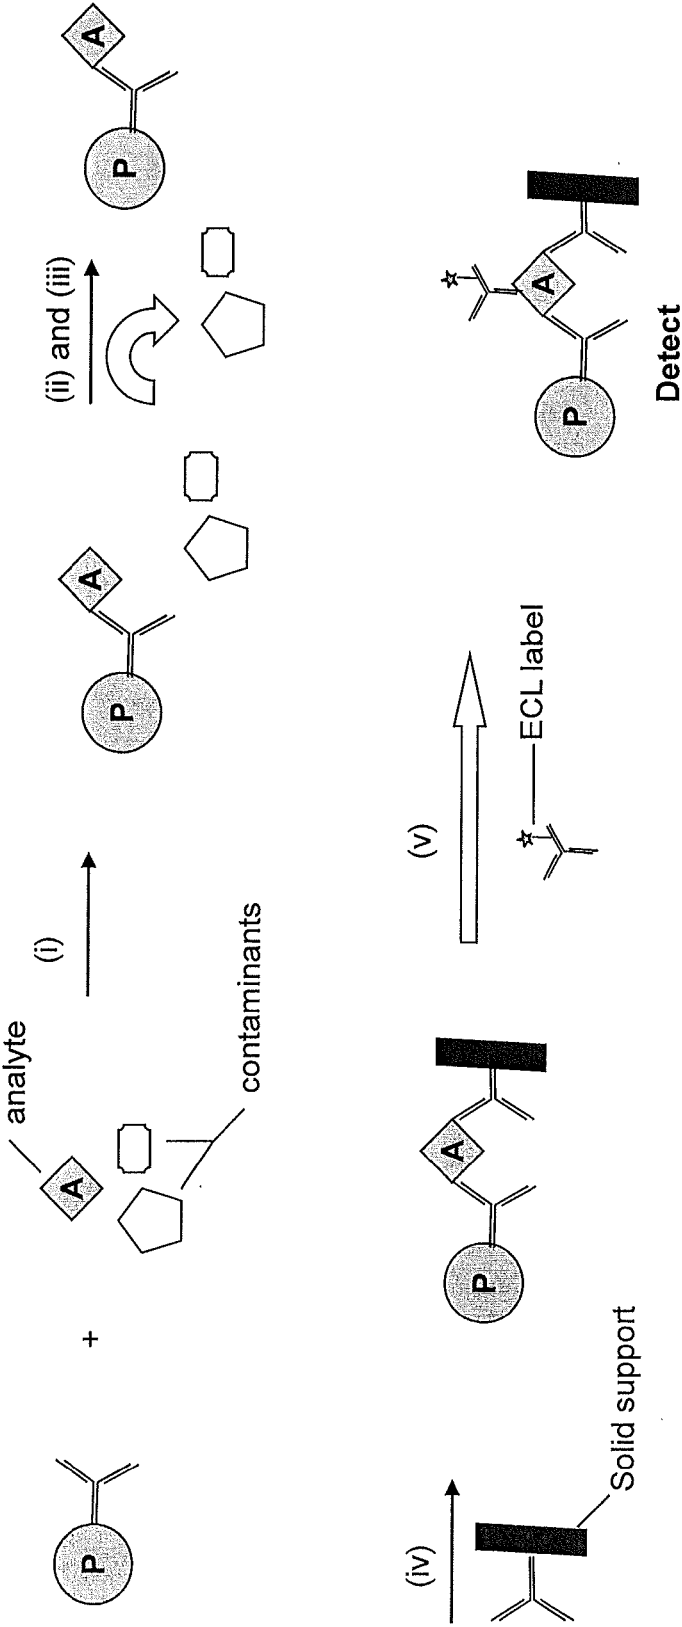 P
+
A
analyte
contaminants
(i)
P
A
(ii) and (iii)
P
A
(iv)
Solid support
P
A
(v)
ECL label
P
A
Detect